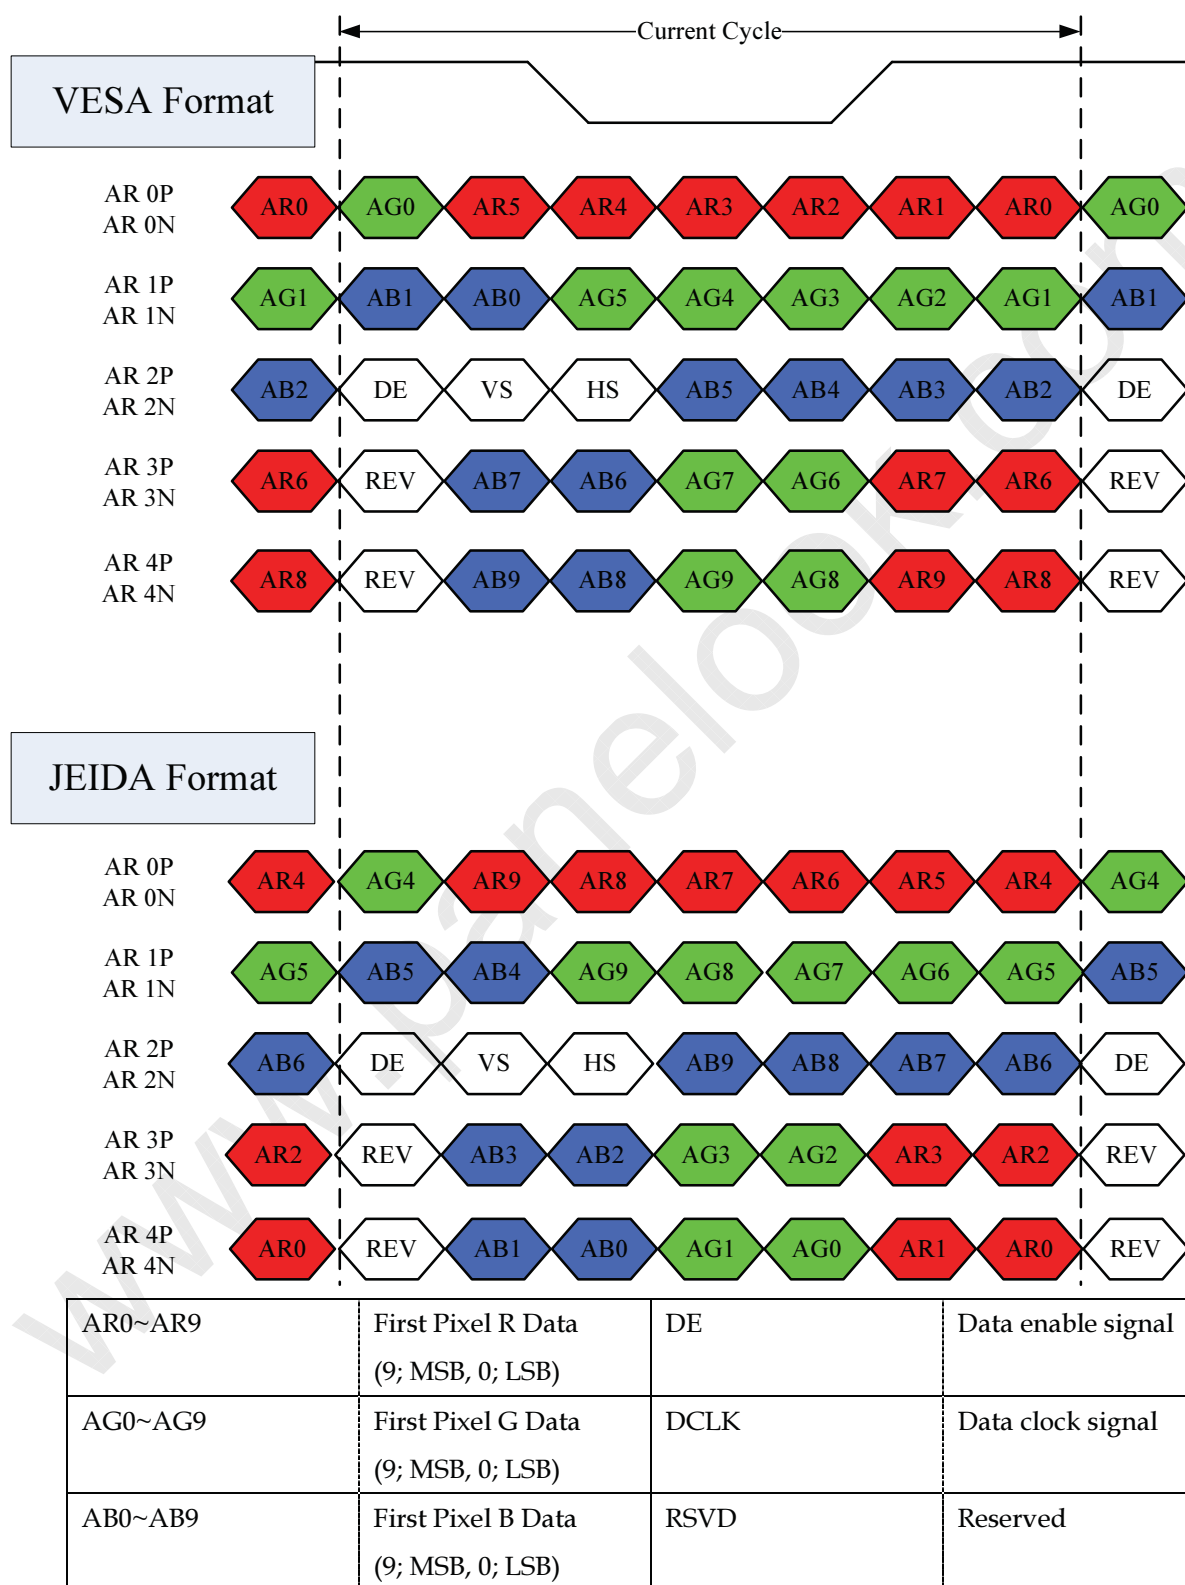 Current Cycle
VESA Format
AR 0P
AR 0N
AR0 AG0 AR5 AR4 AR3 AR2 AR1 AR0 AG0
AR 1P
AR 1N
AG1 AB1 AB0 AG5 AG4 AG3 AG2 AG1 AB1
AR 2P
AR 2N
AB2 DE VS HS AB5 AB4 AB3 AB2 DE
AR 3P
AR 3N
AR6 REV AB7 AB6 AG7 AG6 AR7 AR6 REV
AR 4P
AR 4N
AR8 REV AB9 AB8 AG9 AG8 AR9 AR8 REV
JEIDA Format
AR 0P
AR 0N
AR4 AG4 AR9 AR8 AR7 AR6 AR5 AR4 AG4
AR 1P
AR 1N
AG5 AB5 AB4 AG9 AG8 AG7 AG6 AG5 AB5
AR 2P
AR 2N
AB6 DE VS HS AB9 AB8 AB7 AB6 DE
AR 3P
AR 3N
AR2 REV AB3 AB2 AG3 AG2 AR3 AR2 REV
AR 4P
AR 4N
AR0 REV AB1 AB0 AG1 AG0 AR1 AR0 REV
AR0~AR9 First Pixel R Data DE Data enable signal
(9; MSB, 0; LSB)
AG0~AG9 First Pixel G Data DCLK Data clock signal
(9; MSB, 0; LSB)
AB0~AB9 First Pixel B Data RSVD Reserved
(9; MSB, 0; LSB)
www.panelook.com